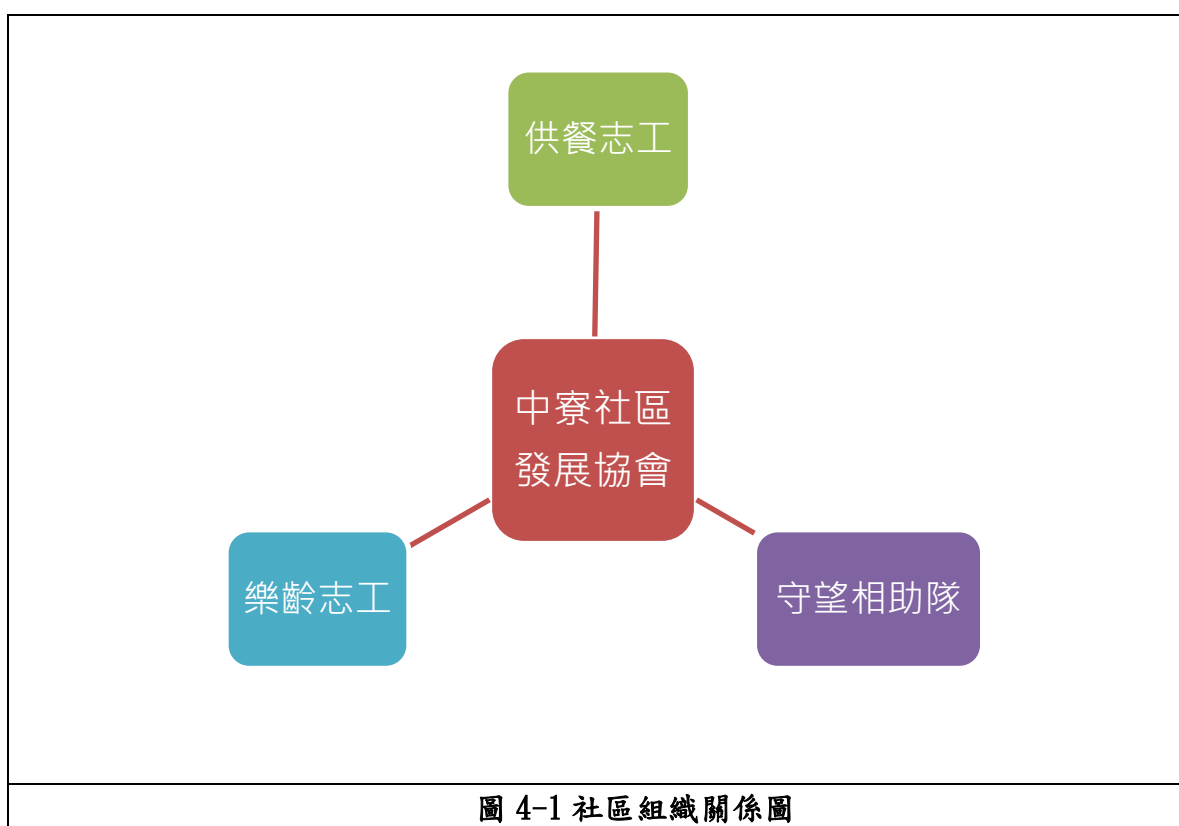 供餐志工
中寮社區
發展協會
樂齡志工
守望相助隊
圖 4-1 社區組織關係圖